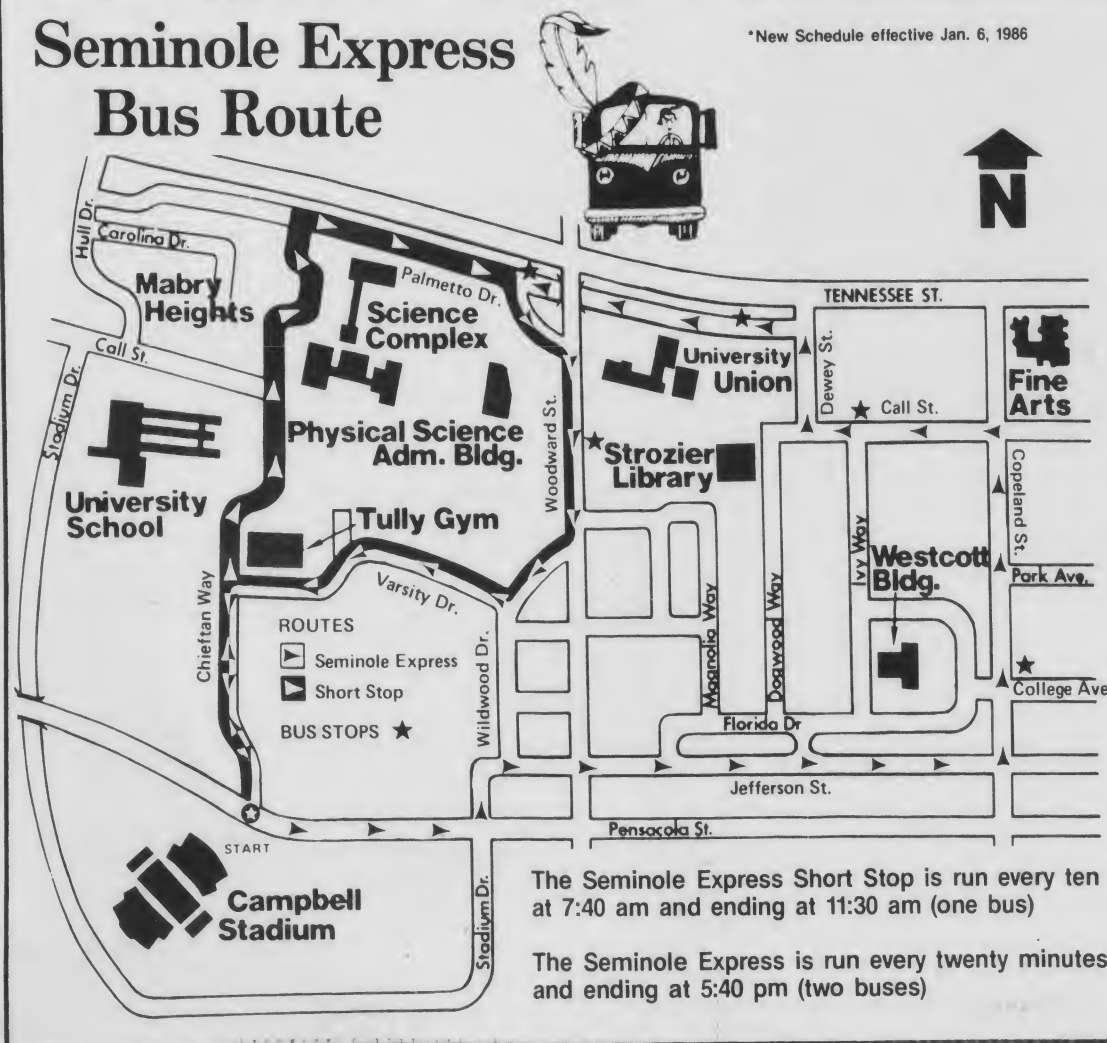 Seminole Express
Bus Route
*New Schedule effective Jan. 6, 1986
N
Hull Dr.
Carolina Dr.
Mabry
Heights
Palmetto Dr.
Science
Complex
TENNESSEE ST.
Call St.
Stadium Dr.
University
Union
Dewey St.
Call St.
Fine
Arts
Physical Science
Adm. Bldg.
Woodward St.
Strozier
Library
Copeland St.
University
School
Tully Gym
Ivy Way
Westcott
Bldg.
Park Ave.
Varsity Dr.
Chieftan Way
Magnolia Way
Dogwood Way
ROUTES
Seminole Express
Short Stop
BUS STOPS
Wildwood Dr.
College Ave
Florida Dr
Jefferson St.
START
Pensacola St.
Campbell
Stadium
Stadium Dr.
The Seminole Express Short Stop is run every ten
at 7:40 am and ending at 11:30 am (one bus)
The Seminole Express is run every twenty minutes
and ending at 5:40 pm (two buses)